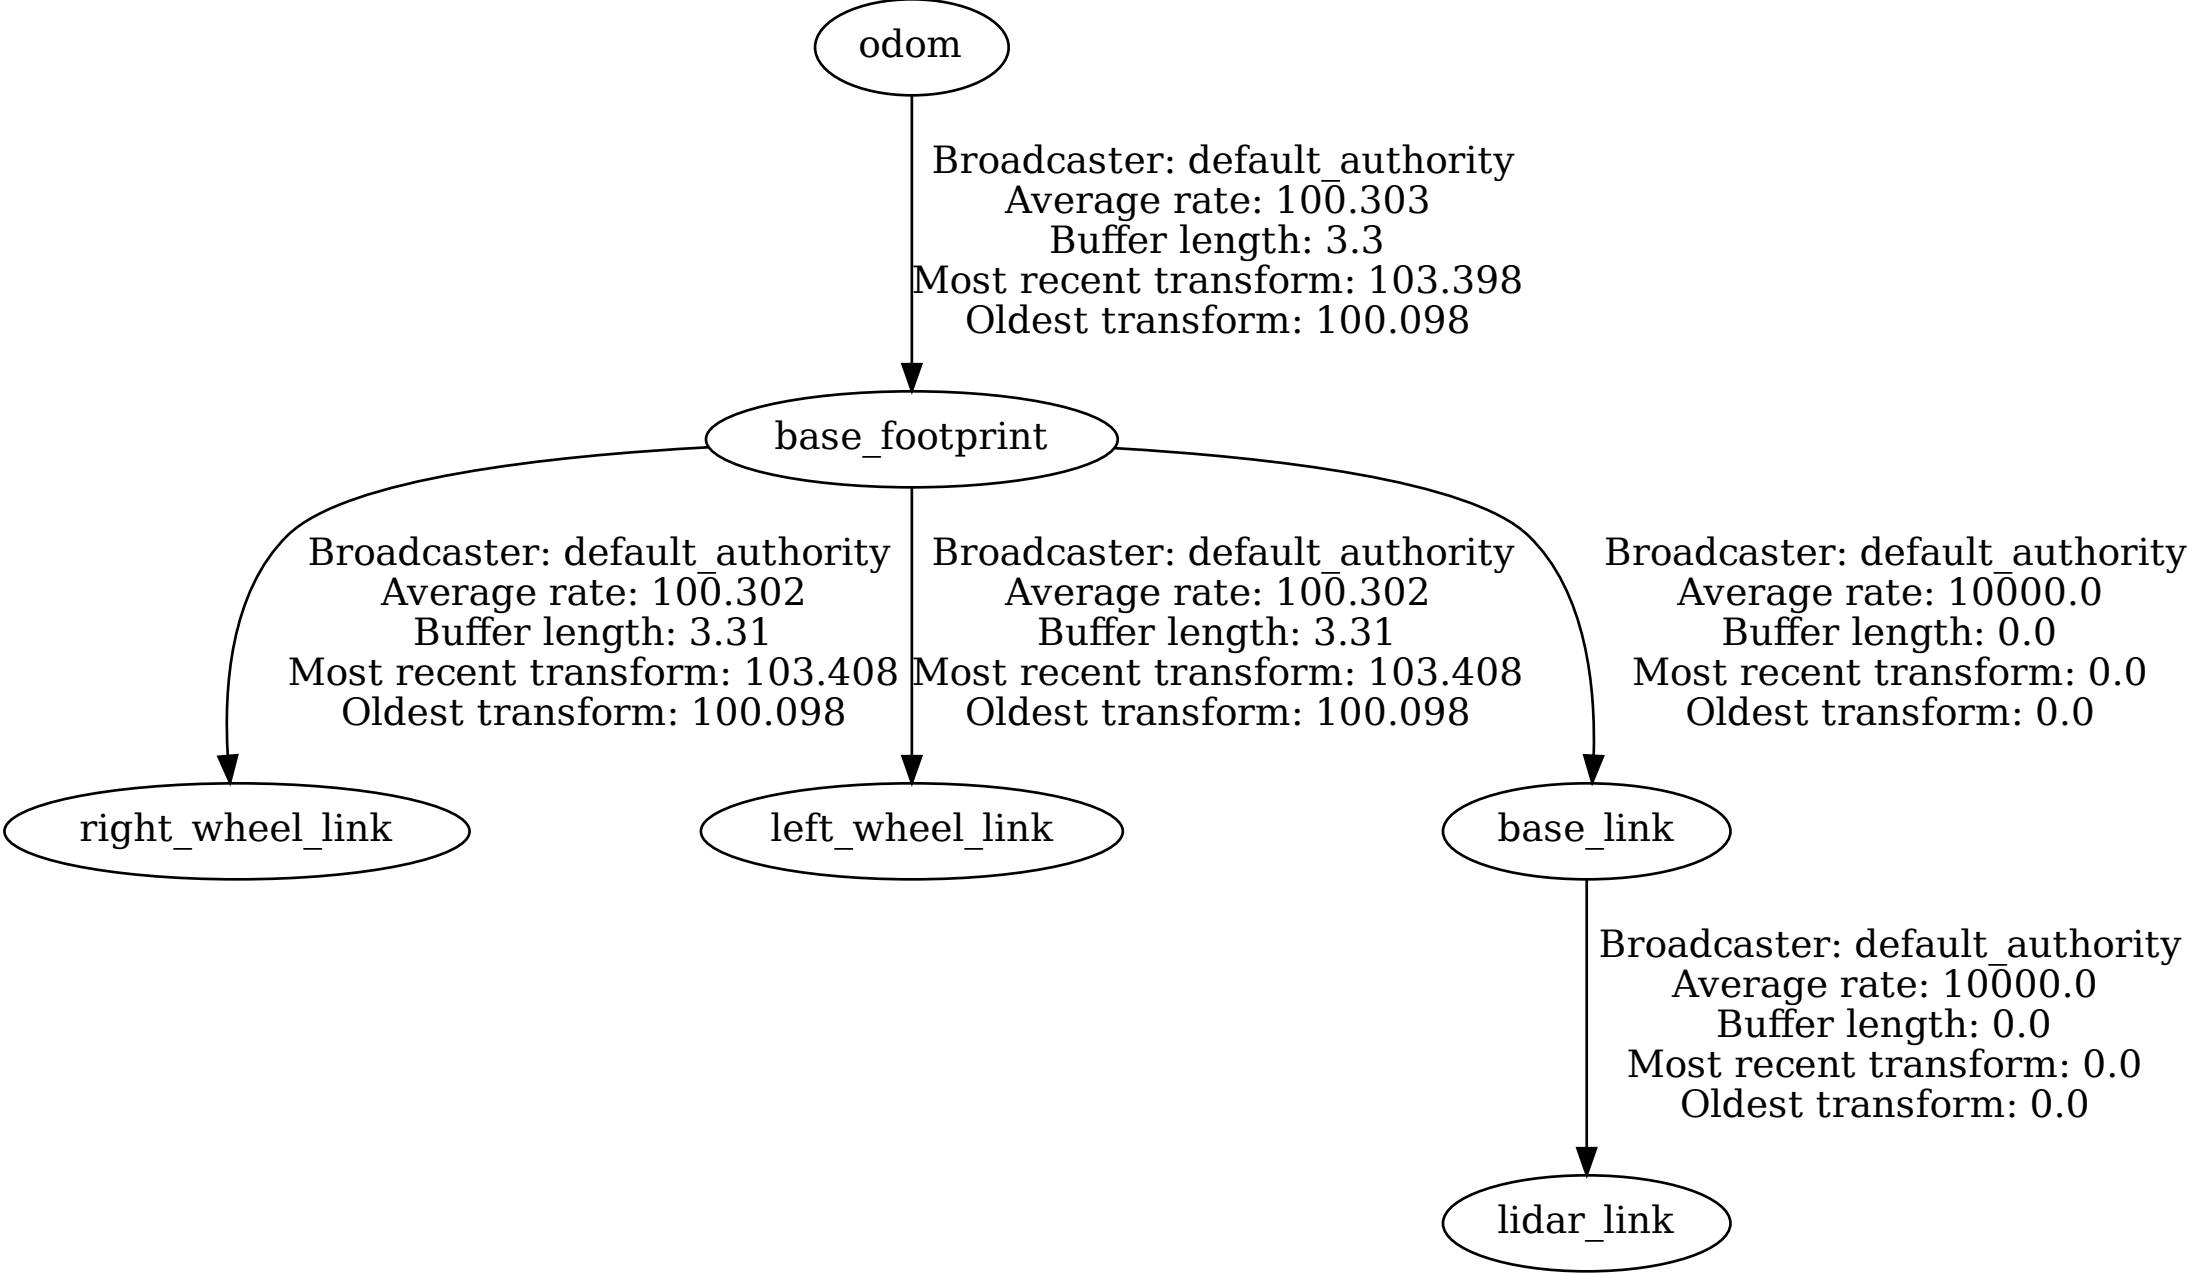 odom
Broadcaster: default_authority
Average rate: 100.303
Buffer length: 3.3
Most recent transform: 103.398
Oldest transform: 100.098
base_footprint
Broadcaster: default_authority
Average rate: 100.302
Buffer length: 3.31
Most recent transform: 103.408
Oldest transform: 100.098
Broadcaster: default_authority
Average rate: 100.302
Buffer length: 3.31
Most recent transform: 103.408
Oldest transform: 100.098
Broadcaster: default_authority
Average rate: 10000.0
Buffer length: 0.0
Most recent transform: 0.0
Oldest transform: 0.0
right_wheel_link
left_wheel_link
base_link
Broadcaster: default_authority
Average rate: 10000.0
Buffer length: 0.0
Most recent transform: 0.0
Oldest transform: 0.0
lidar_link